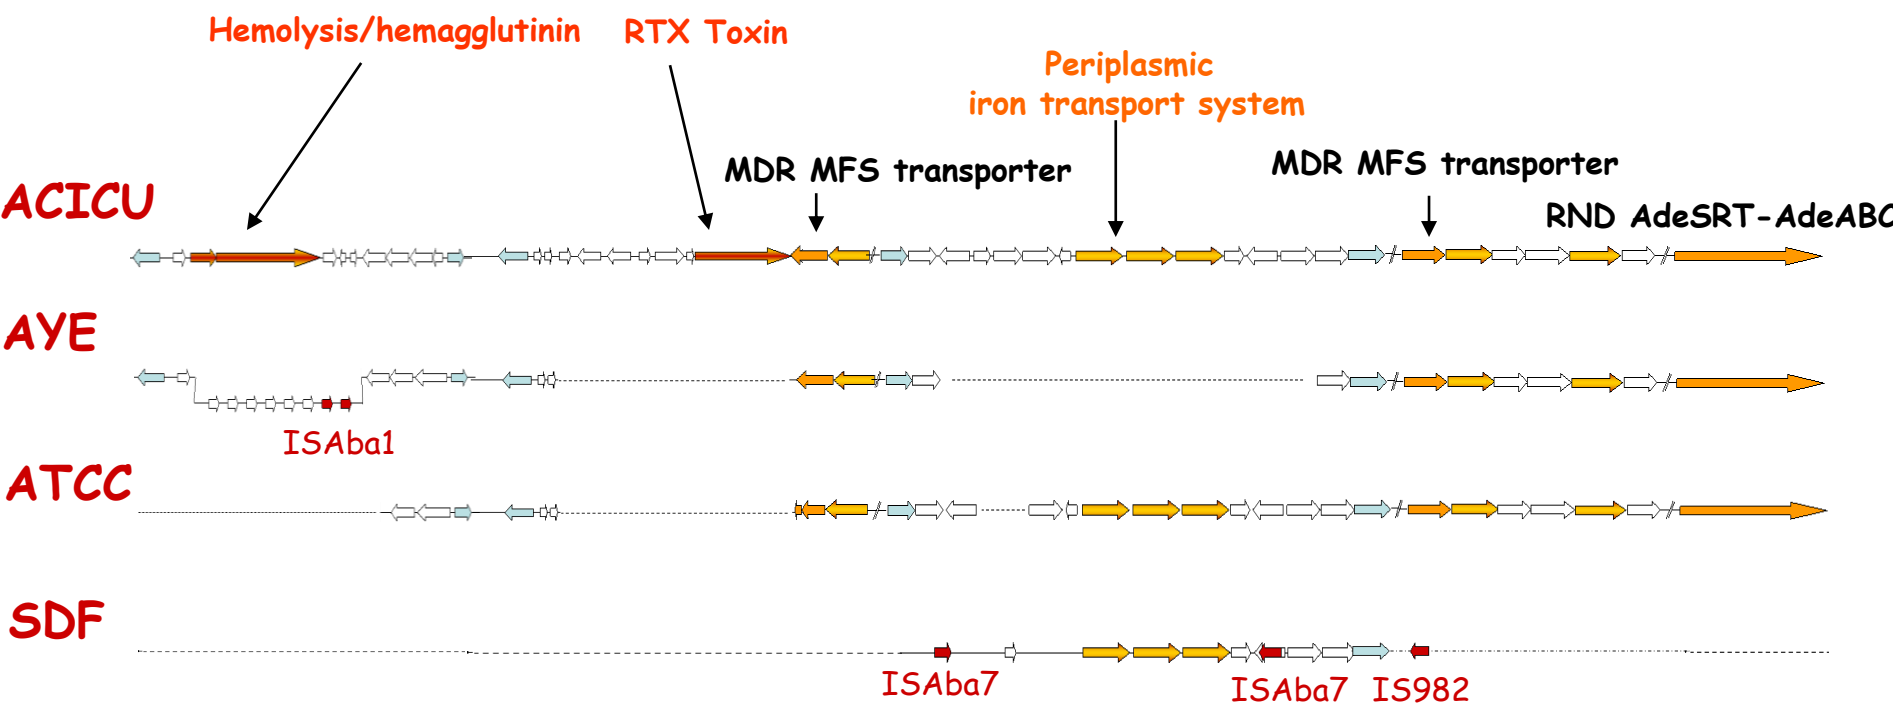 Hemolysis/hemagglutinin
RTX Toxin
Periplasmic
iron transport system
MDR MFS transporter
MDR MFS transporter
ACICU
RND AdeSRT-AdeABC
AYE
ISAba1
ATCC
SDF
ISAba7
ISAba7
IS982